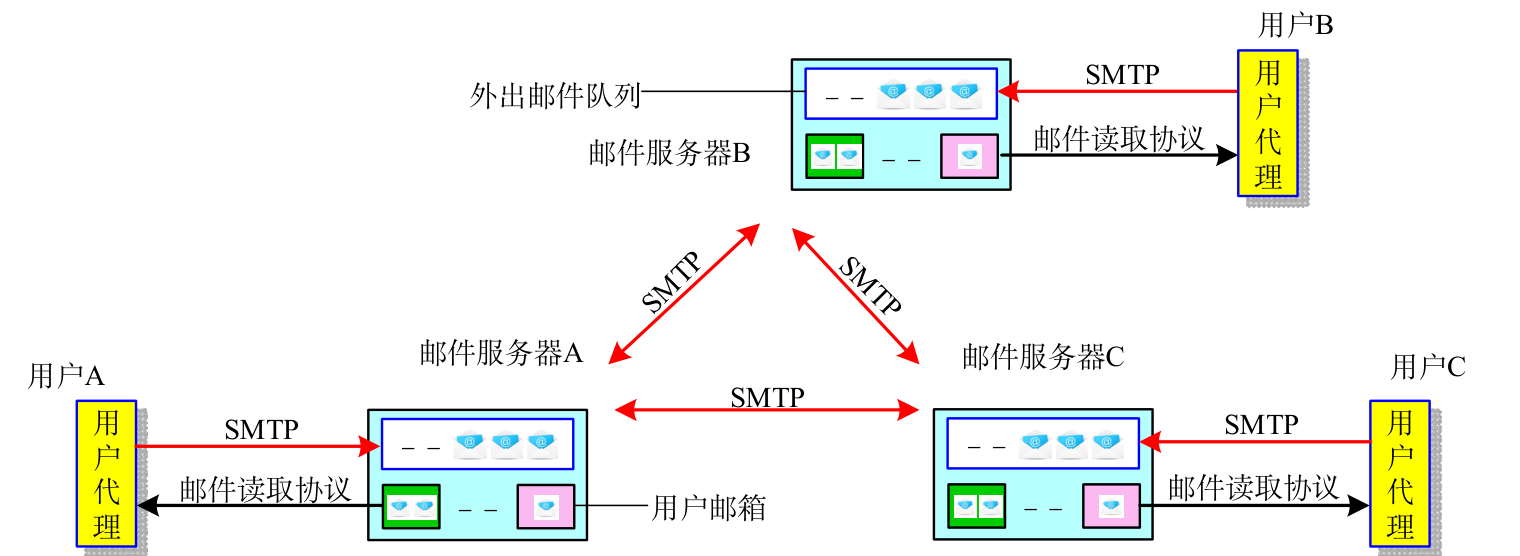 用户B
SMTP
外出邮件队列
用户代理
邮件读取协议
邮件服务器B
SMTP
SMTP
邮件服务器A
邮件服务器C
用户A
用户C
SMTP
SMTP
SMTP
用户代理
用户代理
邮件读取协议
邮件读取协议
用户邮箱